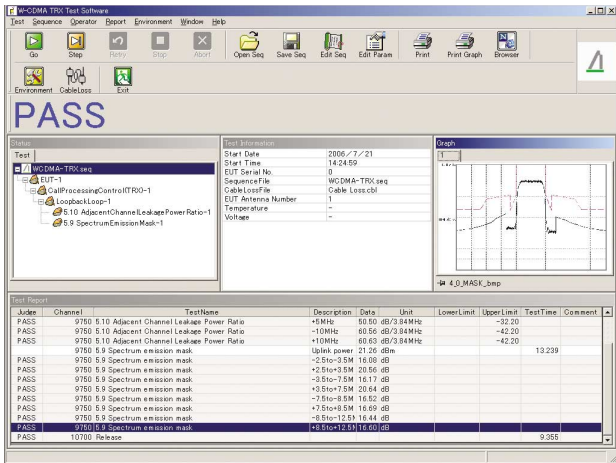 W-CDMA TRX Test Software
Test Sequence Operator Report Environment Window Help
Go Step Retry Stop Abort Open Seq Save Seq Edit Seq Edit Param Print Print Graph Browser
Environment CableLoss Exit
PASS
Status
Test
WCDMA-TRX.seq
EUT-1
CallProcessingControl(TRX)-1
LoopbackLoop-1
5.10 AdjacentChannelLeakage Power Ratio-1
5.9 SpectrumEmissionMask-1
Test Information
Start Date 2006/7/21
Start Time 14:24:59
EUT Serial No. 0
SequenceFile WCDMA-TRX.seq
CableLossFile Cable Loss.cbl
EUT Antenna Number 1
Temperature -
Voltage -
Graph
1
4_0_MASK_.bmp
Test Report
Judge Channel TestName Description Data Unit LowerLimit UpperLimit TestTime Comment
PASS 9750 5.10 Adjacent Channel Leakage Power Ratio +5MHz 50.50 dB/3.84MHz -32.20
PASS 9750 5.10 Adjacent Channel Leakage Power Ratio -10MHz 60.56 dB/3.84MHz -42.20
PASS 9750 5.10 Adjacent Channel Leakage Power Ratio +10MHz 60.63 dB/3.84MHz -42.20
9750 5.9 Spectrum emission mask Uplink power 21.26 dBm 13.239
PASS 9750 5.9 Spectrum emission mask -2.5to-3.5M 16.08 dB
PASS 9750 5.9 Spectrum emission mask +2.5to+3.5M 20.56 dB
PASS 9750 5.9 Spectrum emission mask -3.5to-7.5M 16.17 dB
PASS 9750 5.9 Spectrum emission mask +3.5to+7.5M 20.64 dB
PASS 9750 5.9 Spectrum emission mask -7.5to-8.5M 16.52 dB
PASS 9750 5.9 Spectrum emission mask +7.5to+8.5M 16.69 dB
PASS 9750 5.9 Spectrum emission mask -8.5to-12.5M 16.44 dB
PASS 9750 5.9 Spectrum emission mask +8.5to+12.5M 16.60 dB
PASS 10700 Release 9.355